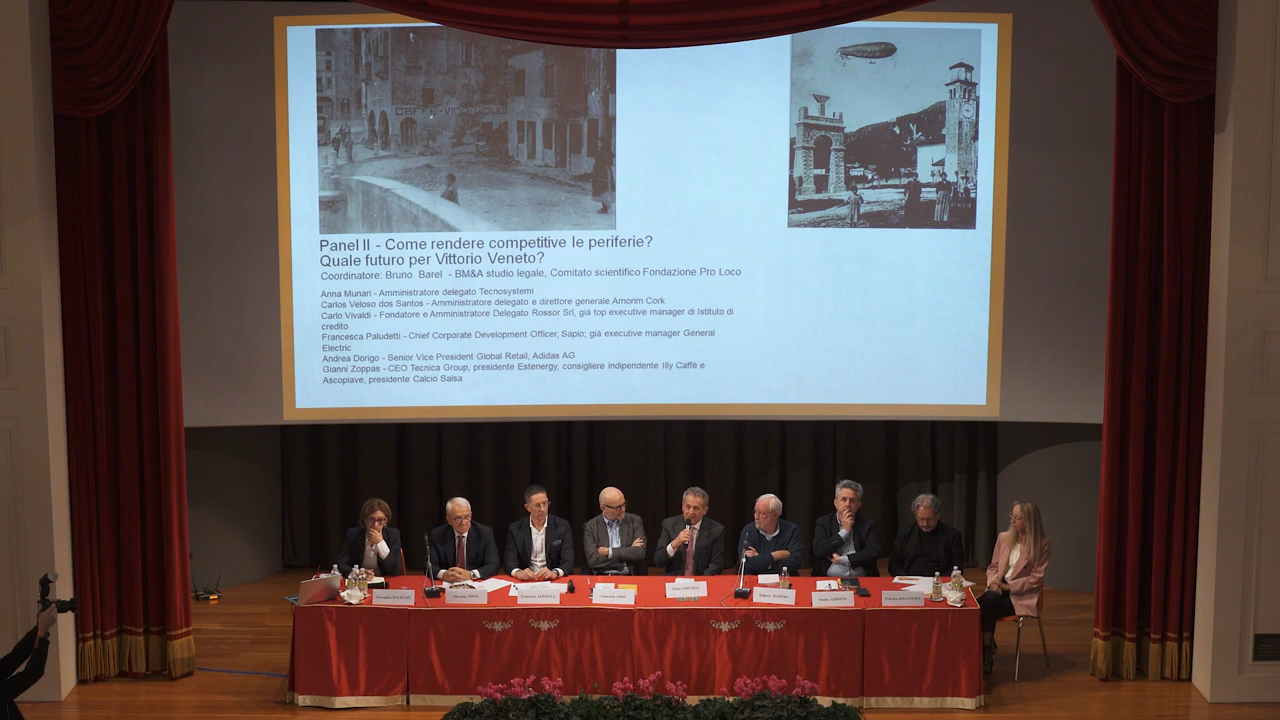 CAFFE-VINO-LIQUO
Panel II - Come rendere competitive le periferie?
Quale futuro per Vittorio Veneto?
Coordinatore: Bruno Barel - BM&A studio legale, Comitato scientifico Fondazione Pro Loco
Anna Munari - Amministratore delegato Tecnosystemi
Carlos Veloso dos Santos - Amministratore delegato e direttore generale Amorim Cork
Carlo Vivaldi - Fondatore e Amministratore Delegato Rossor Srl, già top executive manager di Istituto di
credito
Francesca Paludetti - Chief Corporate Development Officer, Sapio; già executive manager General
Electric
Andrea Dorigo - Senior Vice President Global Retail, Adidas AG
Gianni Zoppas - CEO Tecnica Group, presidente Estenergy, consigliere indipendente Illy Caffè e
Ascopiave, presidente Calcio Salsa